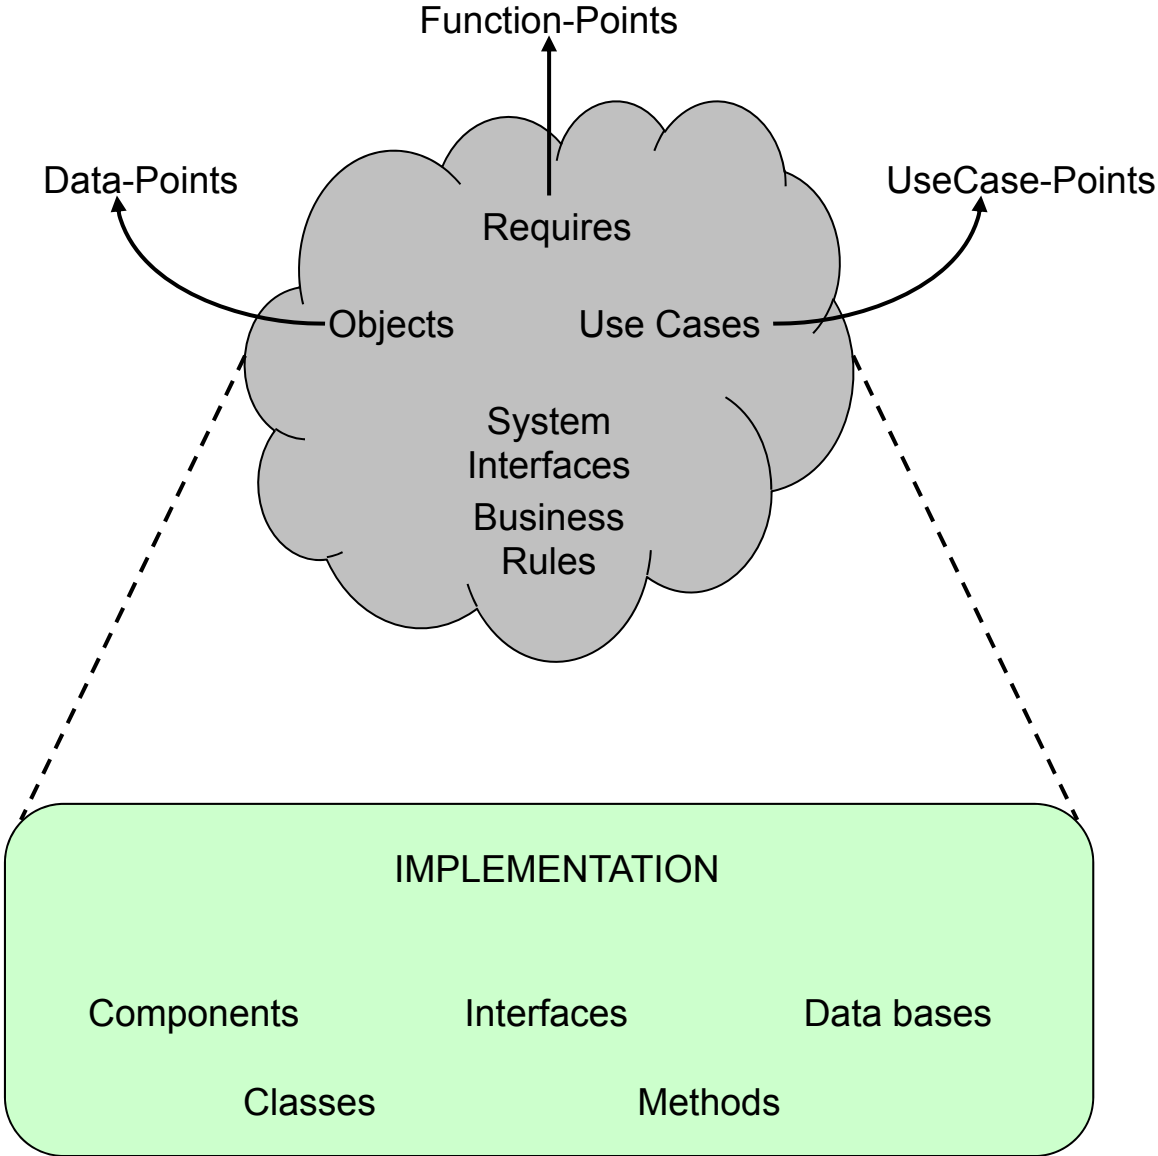 Function-Points
Data-Points
UseCase-Points
Requires
Objects
Use Cases
System
Interfaces
Business
Rules
IMPLEMENTATION
Components
Interfaces
Data bases
Classes
Methods